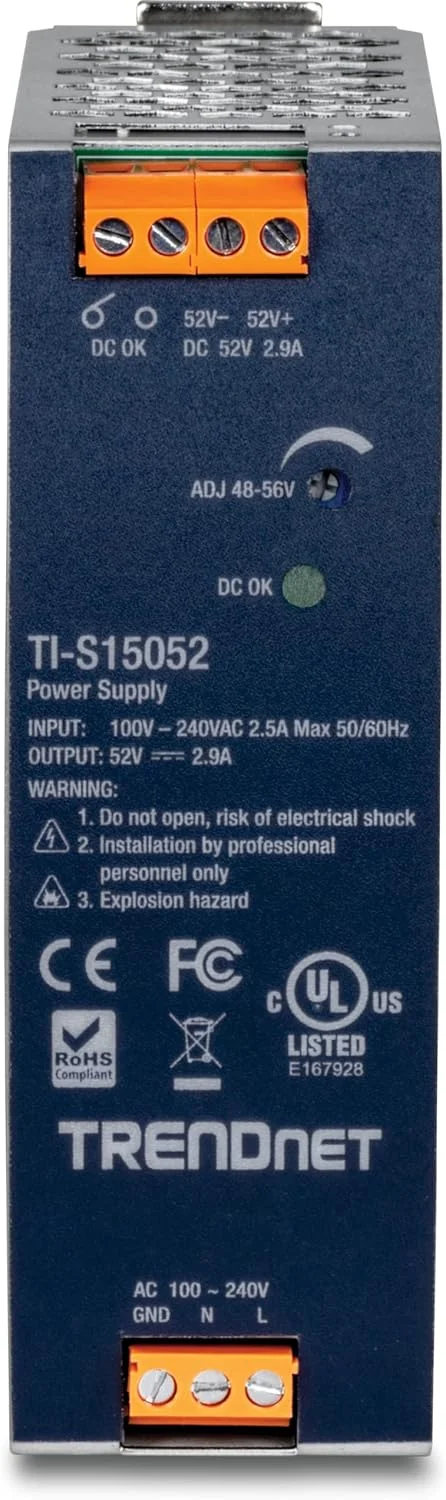 52V– 52V+
DC OK DC 52V 2.9A
ADJ 48-56V
DC OK
TI-S15052
Power Supply
INPUT: 100V – 240VAC 2.5A Max 50/60Hz
OUTPUT: 52V ⎓ 2.9A
WARNING:
1. Do not open, risk of electrical shock
2. Installation by professional
personnel only
3. Explosion hazard
CE FC
C UL US
LISTED
E167928
RoHS
Compliant
TRENDNET
AC 100 ~ 240V
GND N L